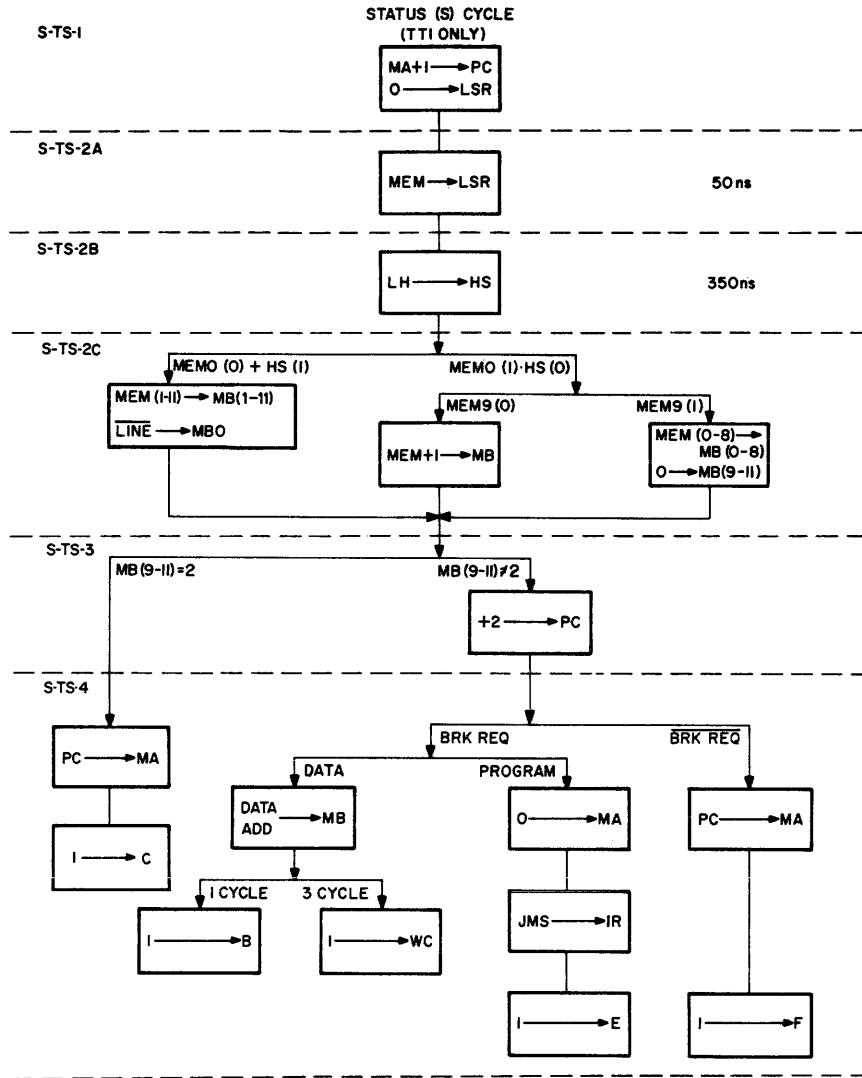 STATUS (S) CYCLE
(TTI ONLY)
S-TS-1
MA+1 → PC
0 → LSR
S-TS-2A
MEM → LSR
50ns
S-TS-2B
LH → HS
350ns
S-TS-2C
MEM0 (0) + HS (1)
MEM0 (1)·HS (0)
MEM (1-11) → MB(1-11)
LINE → MB0
MEM9 (0)
MEM+1 → MB
MEM9 (1)
MEM (0-8) →
MB (0-8)
0 → MB(9-11)
S-TS-3
MB (9-11)=2
MB (9-11)≠2
+2 → PC
S-TS-4
PC → MA
1 → C
BRK REQ
BRK REQ
DATA
PROGRAM
DATA
ADD → MB
0 → MA
PC → MA
1 CYCLE
3 CYCLE
JMS → IR
1 → B
1 → WC
1 → E
1 → F